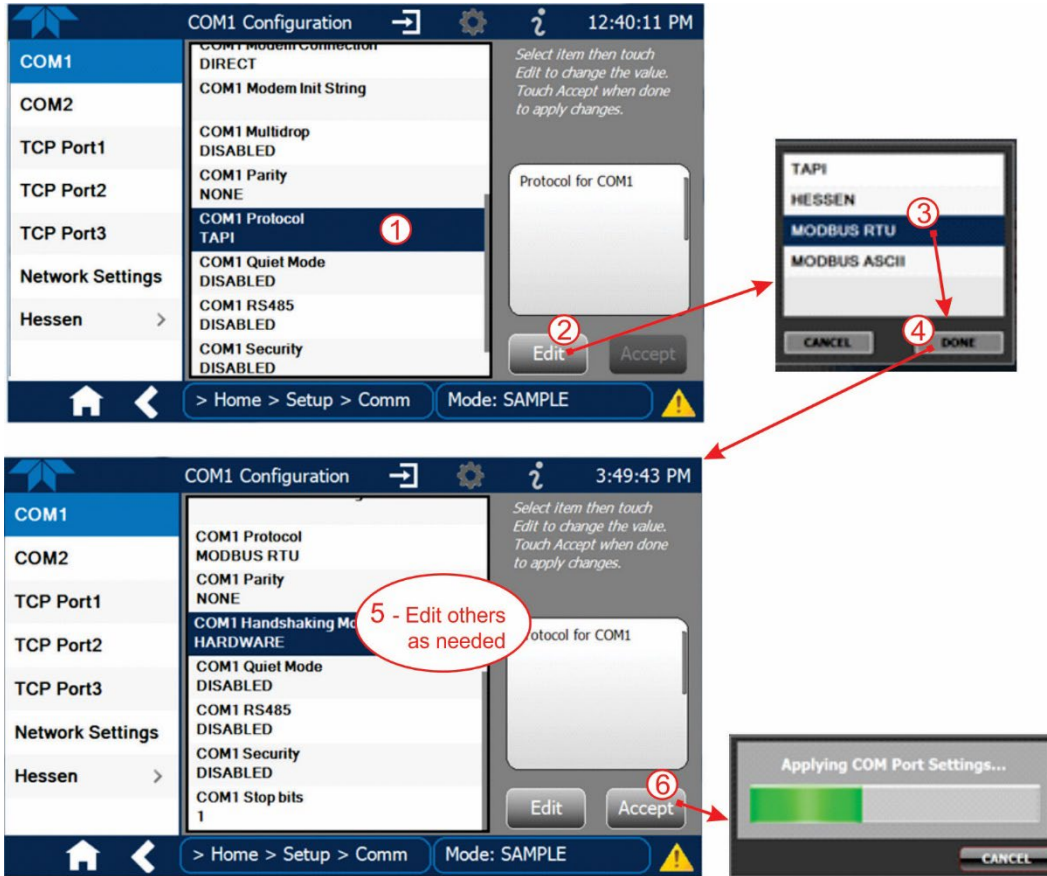 COM1 Configuration
12:40:11 PM
COM1
COM2
TCP Port1
TCP Port2
TCP Port3
Network Settings
Hessen >
COM1 Modem Connection
DIRECT
COM1 Modem Init String
COM1 Multidrop
DISABLED
COM1 Parity
NONE
COM1 Protocol
TAPI
1
COM1 Quiet Mode
DISABLED
COM1 RS485
DISABLED
COM1 Security
DISABLED
Select item then touch
Edit to change the value.
Touch Accept when done
to apply changes.
Protocol for COM1
2
Edit
Accept
> Home > Setup > Comm
Mode: SAMPLE
TAPI
HESSEN
3
MODBUS RTU
MODBUS ASCII
4
CANCEL
DONE
COM1 Configuration
3:49:43 PM
COM1
COM2
TCP Port1
TCP Port2
TCP Port3
Network Settings
Hessen >
COM1 Protocol
MODBUS RTU
COM1 Parity
NONE
COM1 Handshaking Mo
HARDWARE
5 - Edit others
as needed
COM1 Quiet Mode
DISABLED
COM1 RS485
DISABLED
COM1 Security
DISABLED
COM1 Stop bits
1
Select item then touch
Edit to change the value.
Touch Accept when done
to apply changes.
otocol for COM1
6
Edit
Accept
> Home > Setup > Comm
Mode: SAMPLE
Applying COM Port Settings...
CANCEL